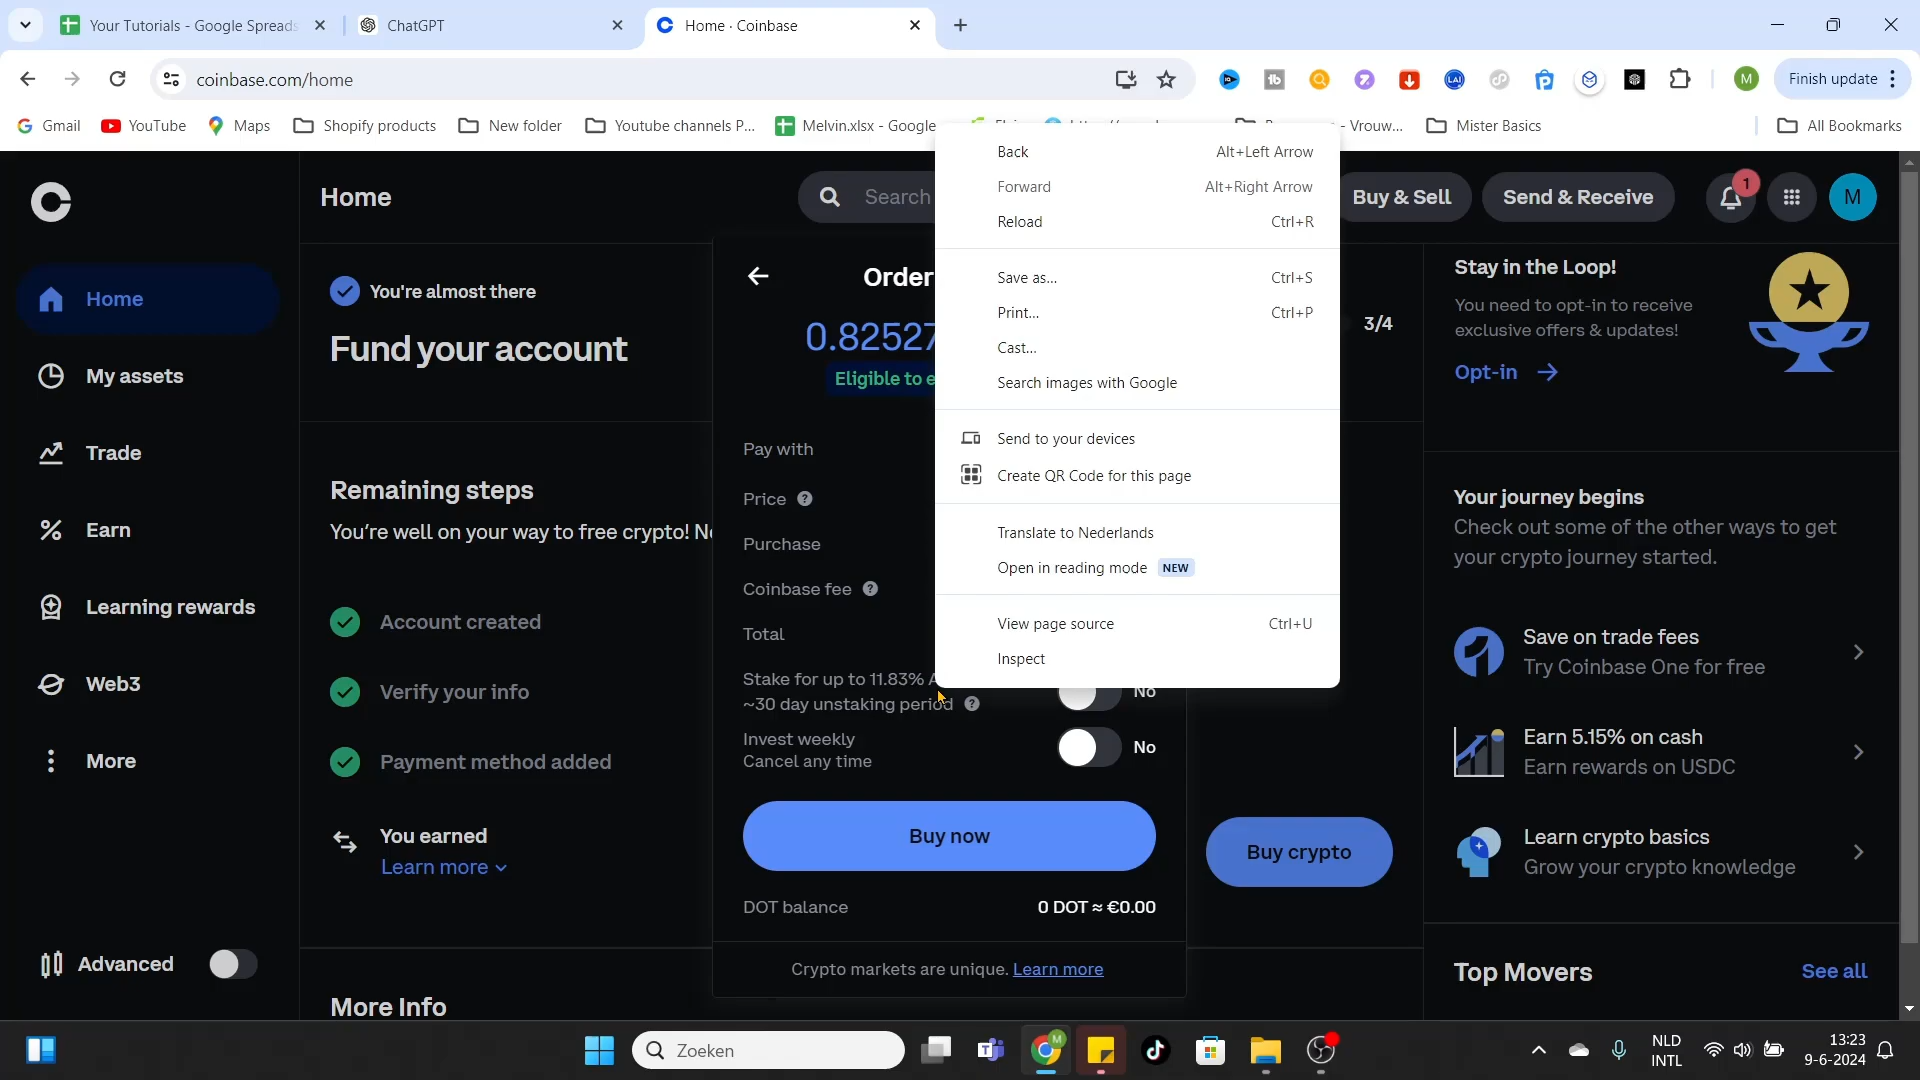 Your Tutorials - Google Spreads
ChatGPT
Home · Coinbase
coinbase.com/home
Finish update
M
Gmail
YouTube
Maps
Shopify products
New folder
Youtube channels P...
Melvin.xlsx - Google
- Vrouw...
Mister Basics
All Bookmarks
Home
Search
Buy & Sell
Send & Receive
1
M
Home
My assets
Trade
Earn
Learning rewards
Web3
More
Advanced
You're almost there
3/4
Fund your account
Remaining steps
You're well on your way to free crypto!
Account created
Verify your info
Payment method added
You earned
Learn more
Buy crypto
More Info
Order
0.82527
Eligible to e
Pay with
Price
Purchase
Coinbase fee
Total
Stake for up to 11.83% A
~30 day unstaking period
No
Invest weekly
Cancel any time
No
Buy now
DOT balance
0 DOT ≈ €0.00
Crypto markets are unique. Learn more
Back Alt+Left Arrow
Forward Alt+Right Arrow
Reload Ctrl+R
Save as... Ctrl+S
Print... Ctrl+P
Cast...
Search images with Google
Send to your devices
Create QR Code for this page
Translate to Nederlands
Open in reading mode NEW
View page source Ctrl+U
Inspect
Stay in the Loop!
You need to opt-in to receive
exclusive offers & updates!
Opt-in
Your journey begins
Check out some of the other ways to get
your crypto journey started.
Save on trade fees
Try Coinbase One for free
Earn 5.15% on cash
Earn rewards on USDC
Learn crypto basics
Grow your crypto knowledge
Top Movers
See all
Zoeken
NLD
INTL
13:23
9-6-2024